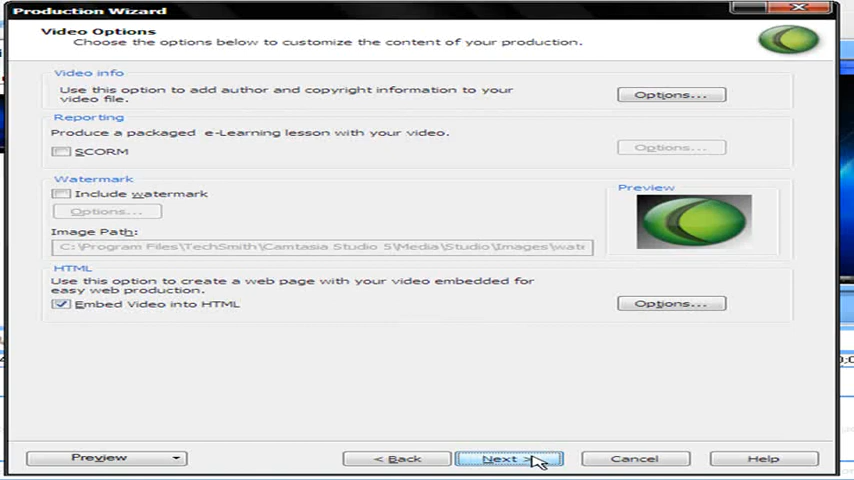 Production Wizard
Video Options
Choose the options below to customize the content of your production.
Video info
Use this option to add author and copyright information to your
video file.
Options...
Reporting
Produce a packaged e-Learning lesson with your video.
SCORM
Options...
Watermark
Include watermark
Options...
Preview
Image Path:
C:\Program Files\TechSmith\Camtasia Studio 5\Media\Studio\Images\wate
HTML
Use this option to create a web page with your video embedded for
easy web production.
Embed Video into HTML
Options...
Preview
< Back
Next >
Cancel
Help